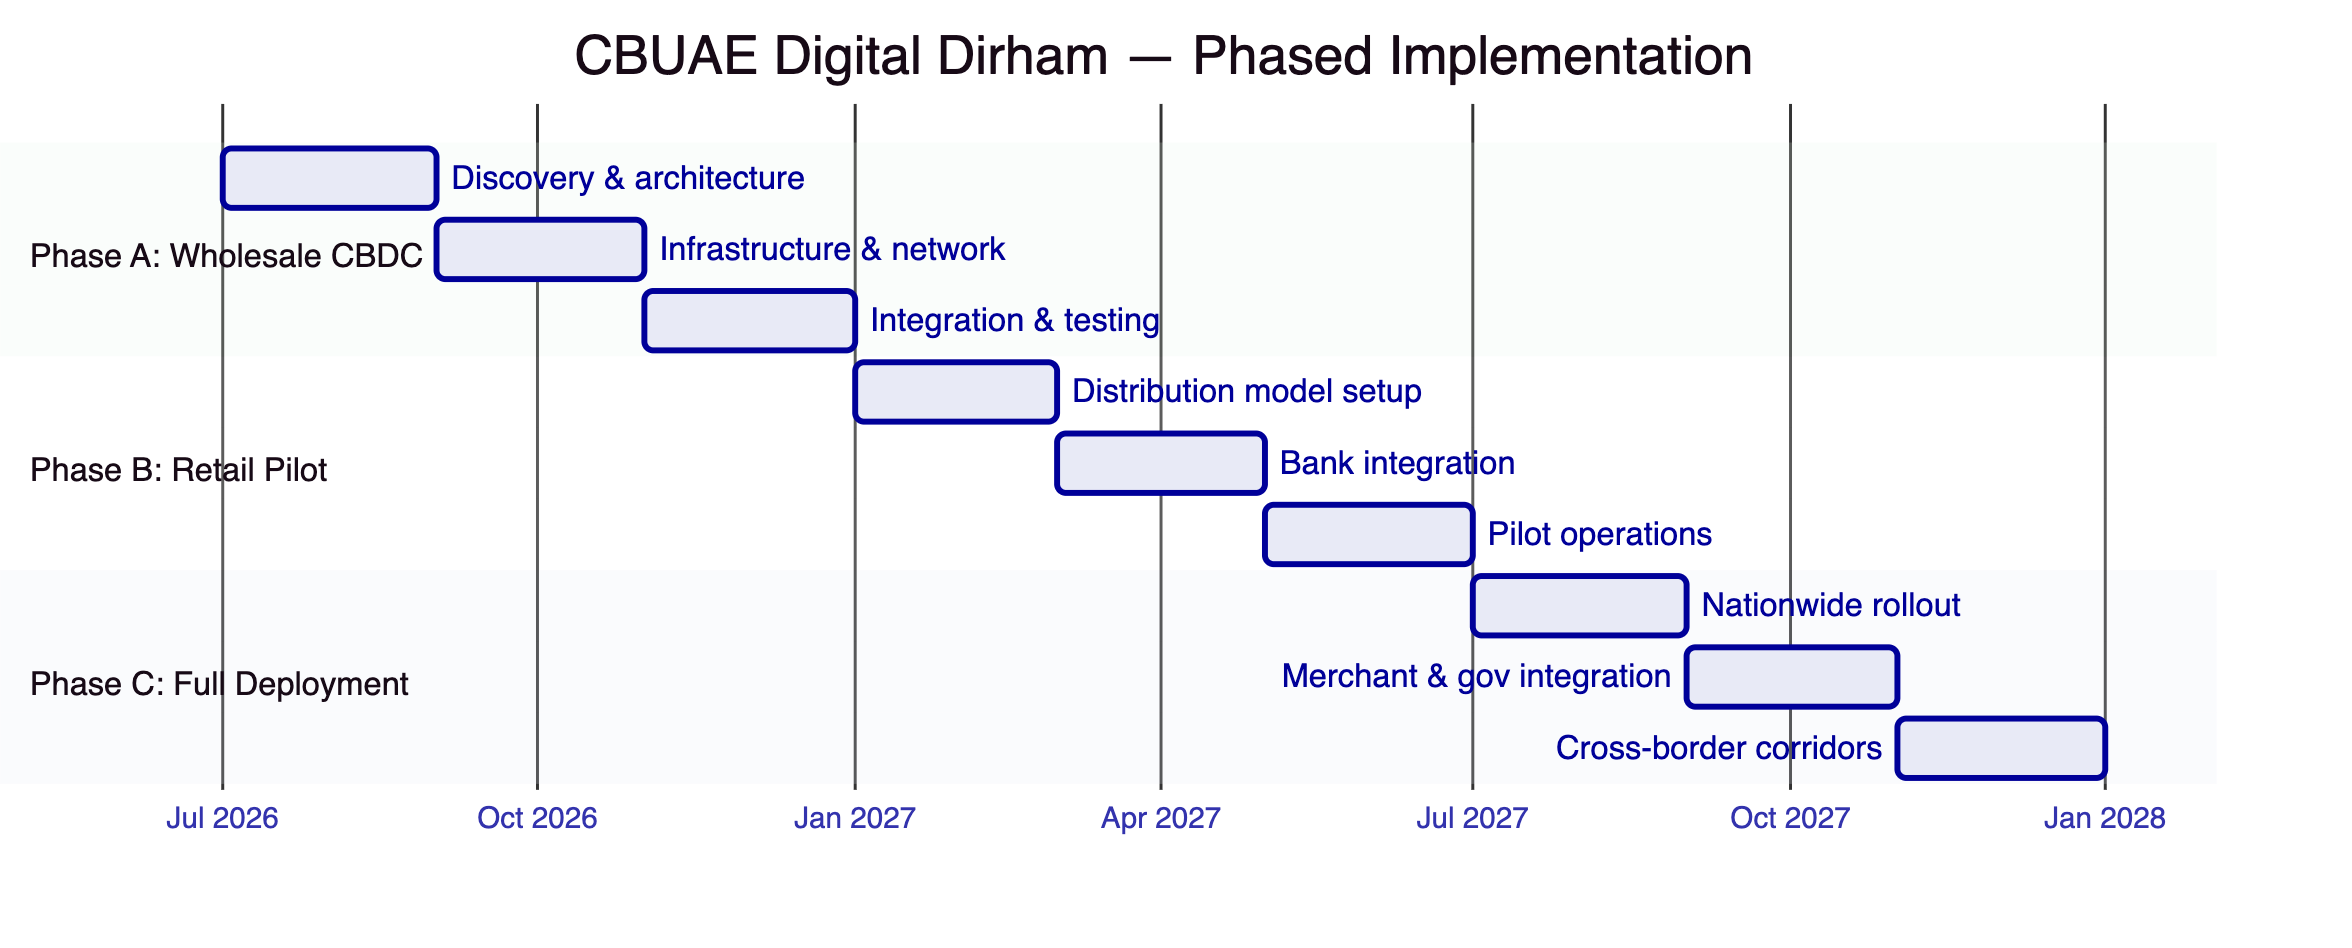 CBUAE Digital Dirham — Phased Implementation
Discovery & architecture
Phase A: Wholesale CBDC
Infrastructure & network
Integration & testing
Distribution model setup
Phase B: Retail Pilot
Bank integration
Pilot operations
Nationwide rollout
Phase C: Full Deployment
Merchant & gov integration
Cross-border corridors
Jul 2026 Oct 2026 Jan 2027 Apr 2027 Jul 2027 Oct 2027 Jan 2028